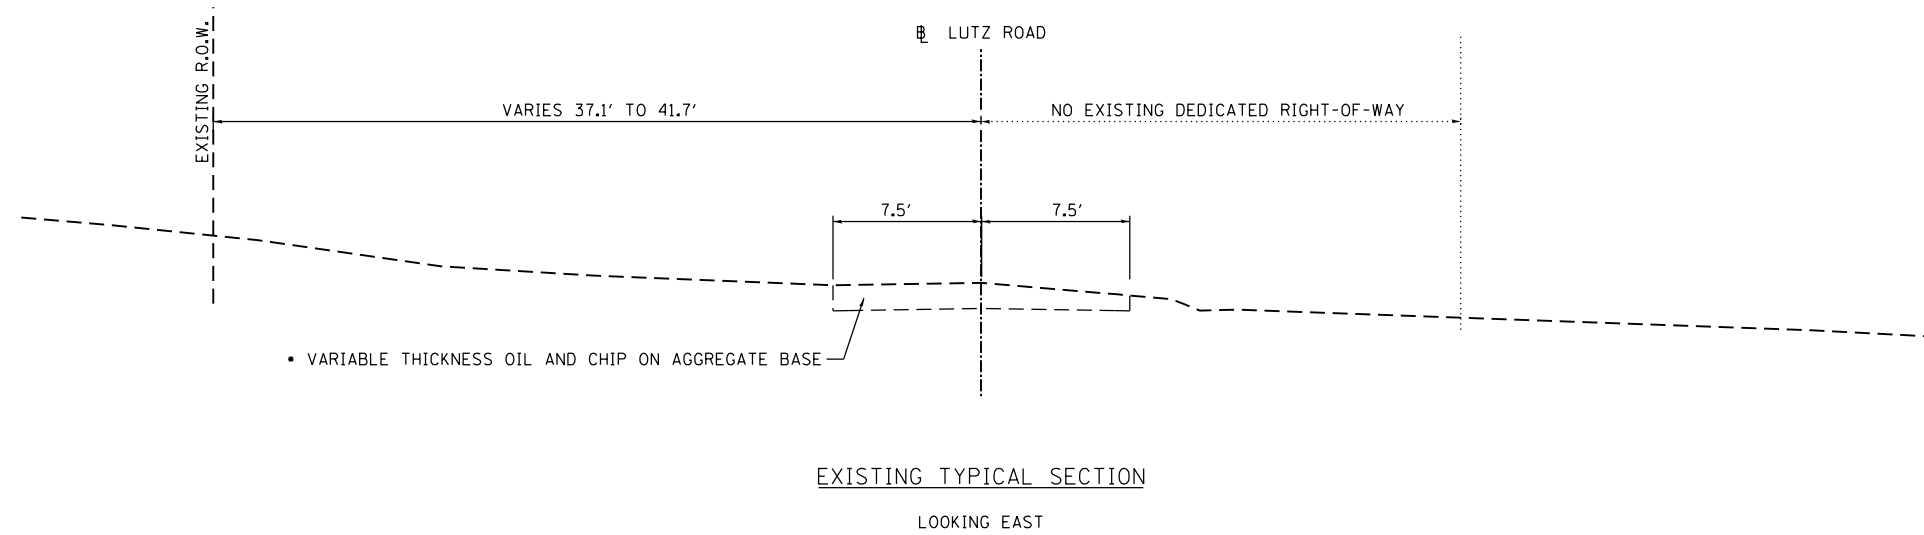 ℄ LUTZ ROAD
EXISTING R.O.W.
VARIES 37.1' TO 41.7'
NO EXISTING DEDICATED RIGHT-OF-WAY
7.5'
7.5'
• VARIABLE THICKNESS OIL AND CHIP ON AGGREGATE BASE
EXISTING TYPICAL SECTION
LOOKING EAST